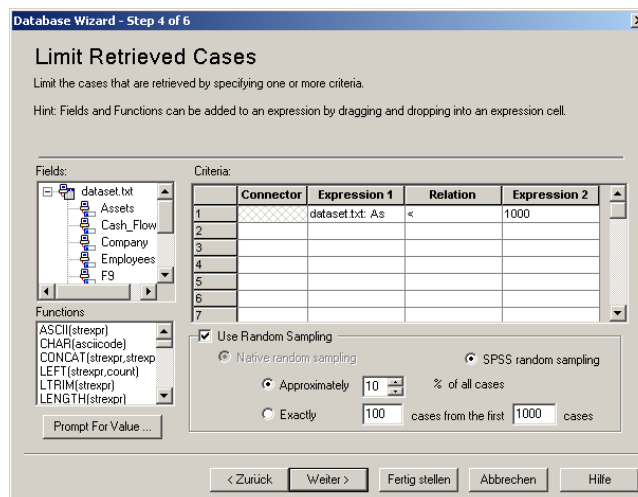 Database Wizard - Step 4 of 6
Limit Retrieved Cases
Limit the cases that are retrieved by specifying one or more criteria.
Hint: Fields and Functions can be added to an expression by dragging and dropping into an expression cell.
Fields:
dataset.txt
Assets
Cash_Flow
Company
Employees
F9
Criteria:
Connector Expression 1 Relation Expression 2
1 dataset.txt: As < 1000
2
3
4
5
6
7
Functions
ASCII(strexpr)
CHAR(asciicode)
CONCAT(strexpr,strexp
LEFT(strexpr,count)
LTRIM(strexpr)
LENGTH(strexpr)
Prompt For Value ...
Use Random Sampling
Native random sampling SPSS random sampling
Approximately 10 % of all cases
Exactly 100 cases from the first 1000 cases
< Zurück Weiter > Fertig stellen Abbrechen Hilfe